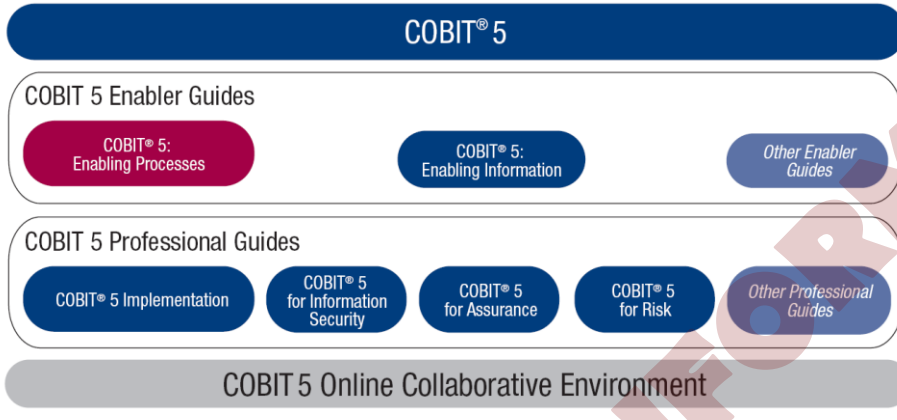 COBIT® 5
COBIT 5 Enabler Guides
COBIT® 5:
Enabling Processes
COBIT® 5:
Enabling Information
Other Enabler
Guides
COBIT 5 Professional Guides
COBIT® 5 Implementation
COBIT® 5
for Information
Security
COBIT® 5
for Assurance
COBIT® 5
for Risk
Other Professional
Guides
COBIT 5 Online Collaborative Environment